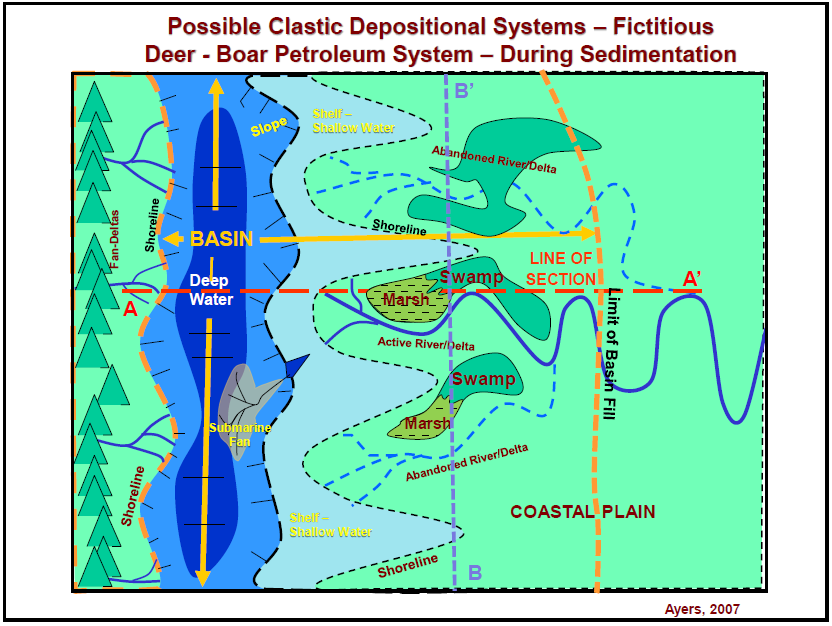 Possible Clastic Depositional Systems – Fictitious
Deer - Boar Petroleum System – During Sedimentation
B’
Slope
Shelf –
Shallow Water
Abandoned River/Delta
Fan-Deltas
Shoreline
Shoreline
BASIN
LINE OF
SECTION
Deep
Water
Swamp
A’
A
Marsh
Limit of Basin Fill
Active River/Delta
Swamp
Submarine
Fan
Marsh
Abandoned River/Delta
Shoreline
Shelf –
Shallow Water
COASTAL PLAIN
Shoreline
B
Ayers, 2007